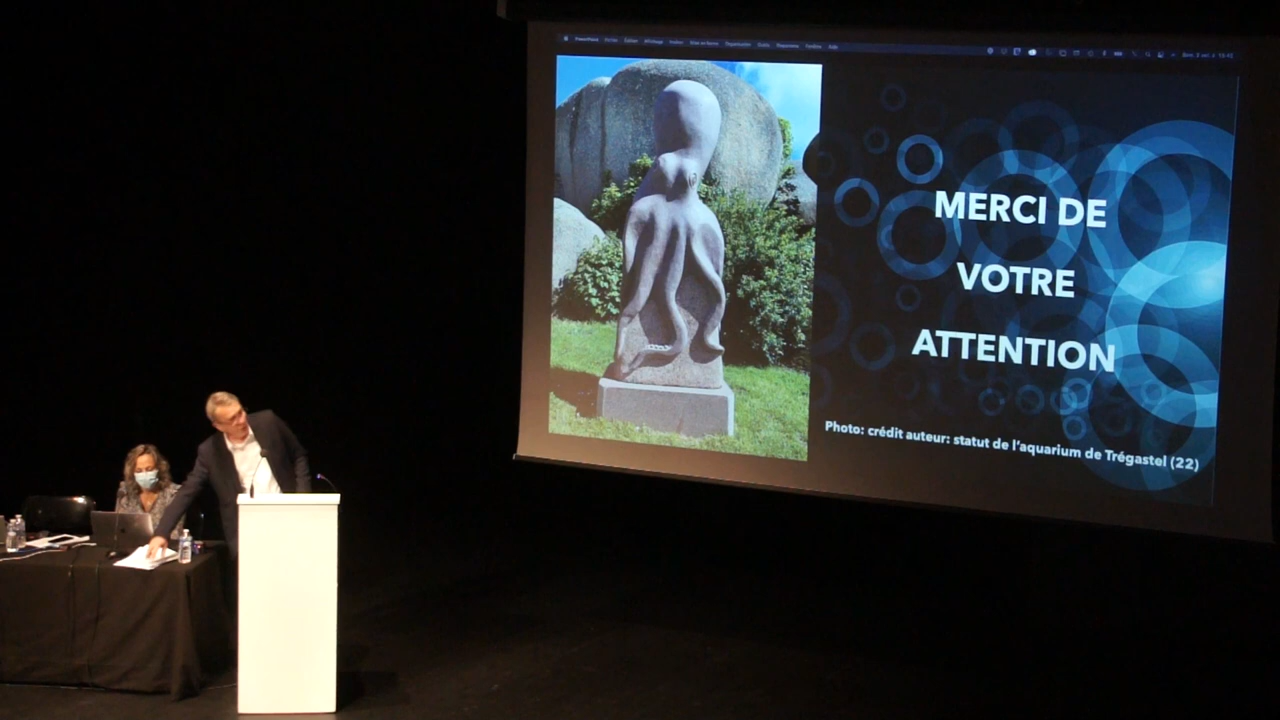 MERCI DE
VOTRE
ATTENTION
Photo: crédit auteur: statut de l'aquarium de Trégastel (22)